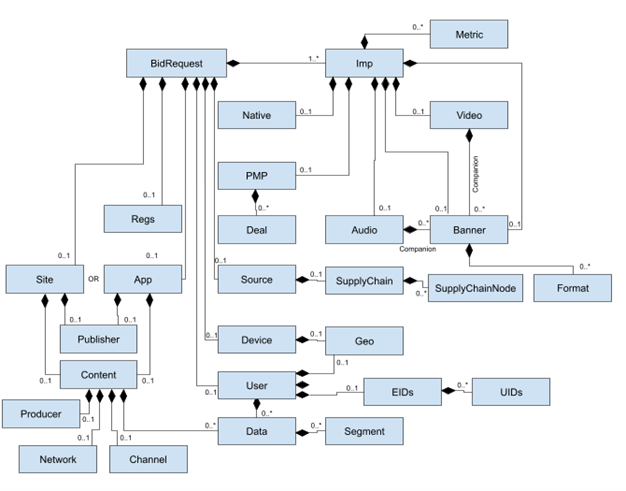 0..*
Metric
BidRequest
1..*
Imp
Native
0..1
0..1
Video
PMP
0..1
Companion
0..1
0..*
0..1
0..1
0..*
Regs
Deal
Audio
0..*
Banner
0..1
Companion
0..1
0..1
0..1
0..*
Site
OR
App
Source
0..1
SupplyChain
0..*
SupplyChainNode
Format
0..1
0..1
Publisher
0..1
Device
0..1
Geo
0..1
Content
0..1
0..1
0..1
User
0..1
EIDs
0..*
UIDs
0..1
Producer
0..1
0..*
0..1
0..1
0..*
Data
0..*
Segment
Network
Channel